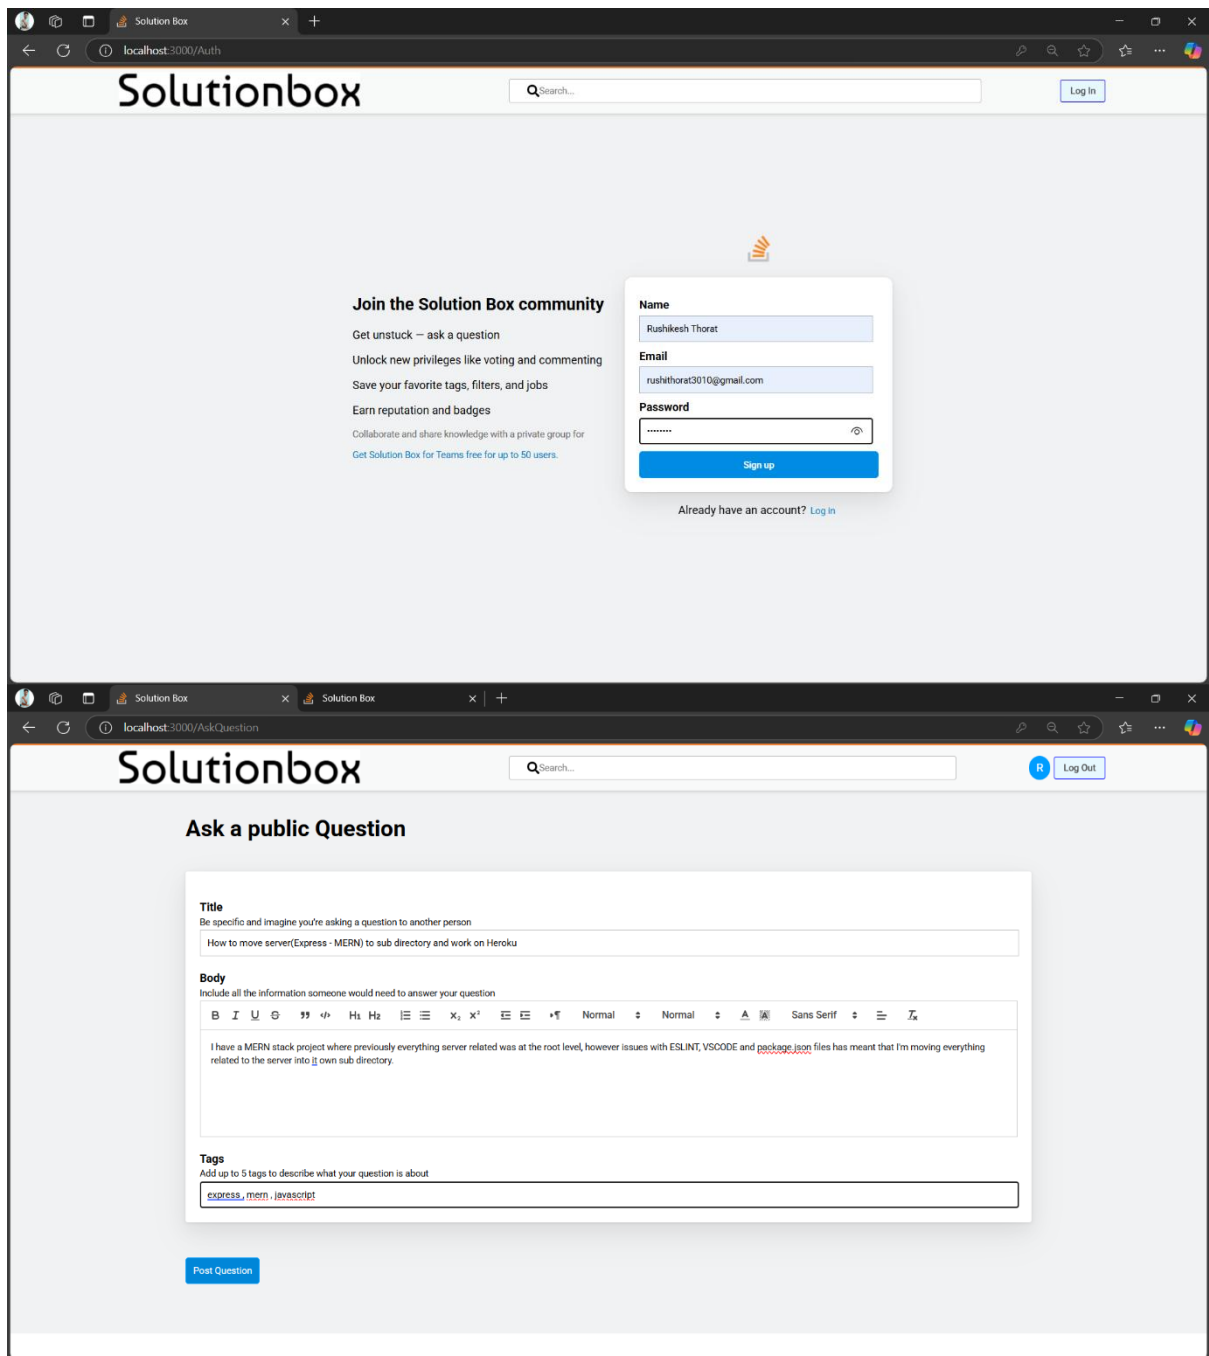 Solution Box
localhost:3000/Auth
Solutionbox
Search...
Log In
Join the Solution Box community
Get unstuck — ask a question
Unlock new privileges like voting and commenting
Save your favorite tags, filters, and jobs
Earn reputation and badges
Collaborate and share knowledge with a private group for
Get Solution Box for Teams free for up to 50 users.
Name
Rushikesh Thorat
Email
rushithorat3010@gmail.com
Password
········
Sign up
Already have an account? Log in
Solution Box
Solution Box
localhost:3000/AskQuestion
Solutionbox
Search...
R
Log Out
Ask a public Question
Title
Be specific and imagine you're asking a question to another person
How to move server(Express - MERN) to sub directory and work on Heroku
Body
Include all the information someone would need to answer your question
B I U S H1 H2 X2 X² Normal Normal A A Sans Serif Tx
I have a MERN stack project where previously everything server related was at the root level, however issues with ESLINT, VSCODE and package.json files has meant that I'm moving everything
related to the server into it own sub directory.
Tags
Add up to 5 tags to describe what your question is about
express , mern , javascript
Post Question